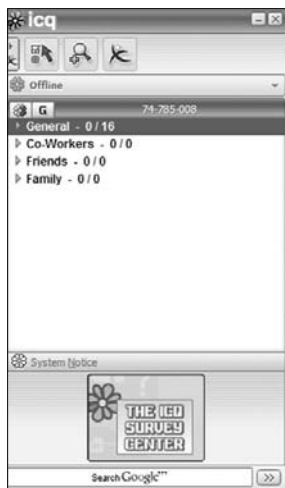 icq
Offline
G 74-785-008
General - 0/16
Co-Workers - 0/0
Friends - 0/0
Family - 0/0
System Notice
THE ICQ
SURVEY
CENTER
Search Google™